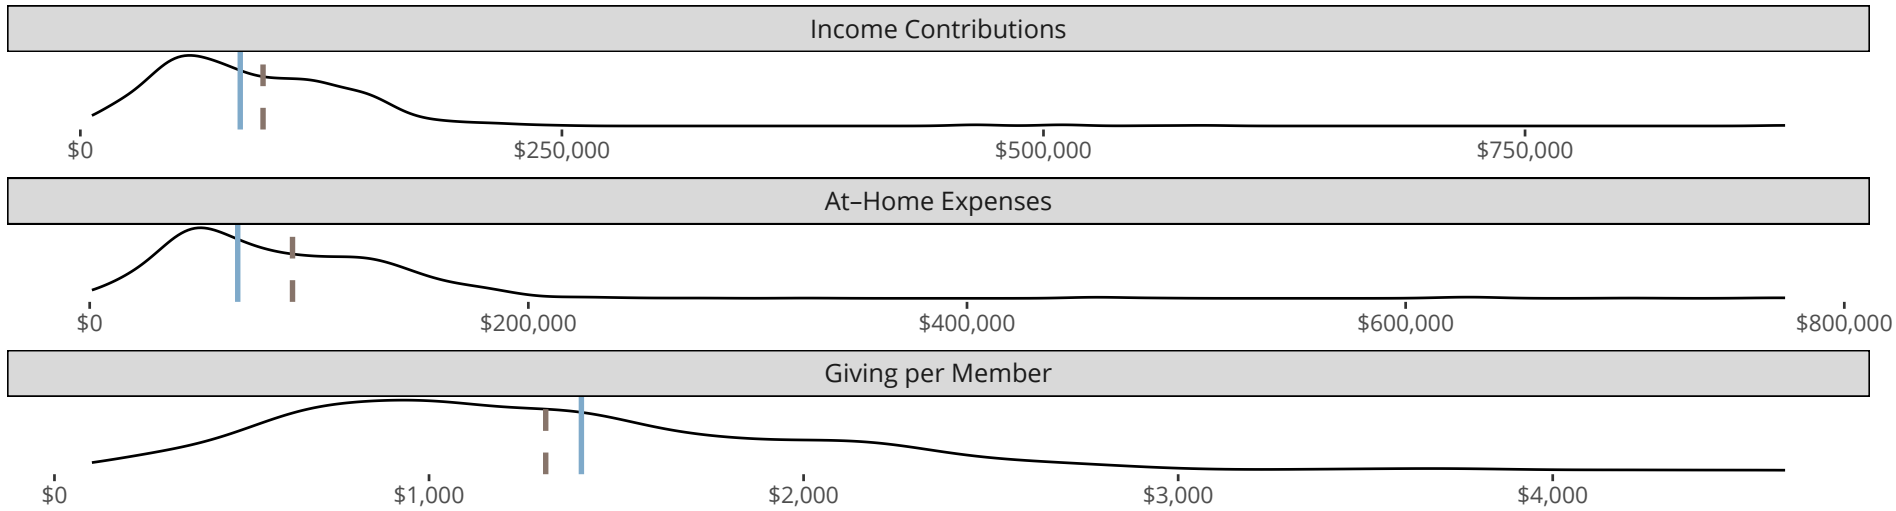 Income Contributions
$0 $250,000 $500,000 $750,000
At–Home Expenses
$0 $200,000 $400,000 $600,000 $800,000
Giving per Member
$0 $1,000 $2,000 $3,000 $4,000